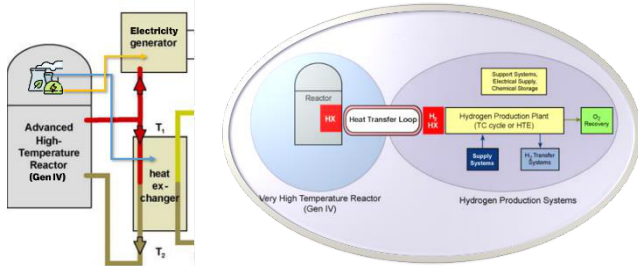 Electricity
generator
Advanced
High-
Temperature
Reactor
(Gen IV)
T1
heat
ex-
changer
T2
Support Systems,
Electrical Supply,
Chemical Storage
Reactor
HX
Heat Transfer Loop
H2
HX
Hydrogen Production Plant
(TC cycle or HTE)
O2
Recovery
Supply
Systems
H2 Transfer
Systems
Very High Temperature Reactor
(Gen IV)
Hydrogen Production Systems